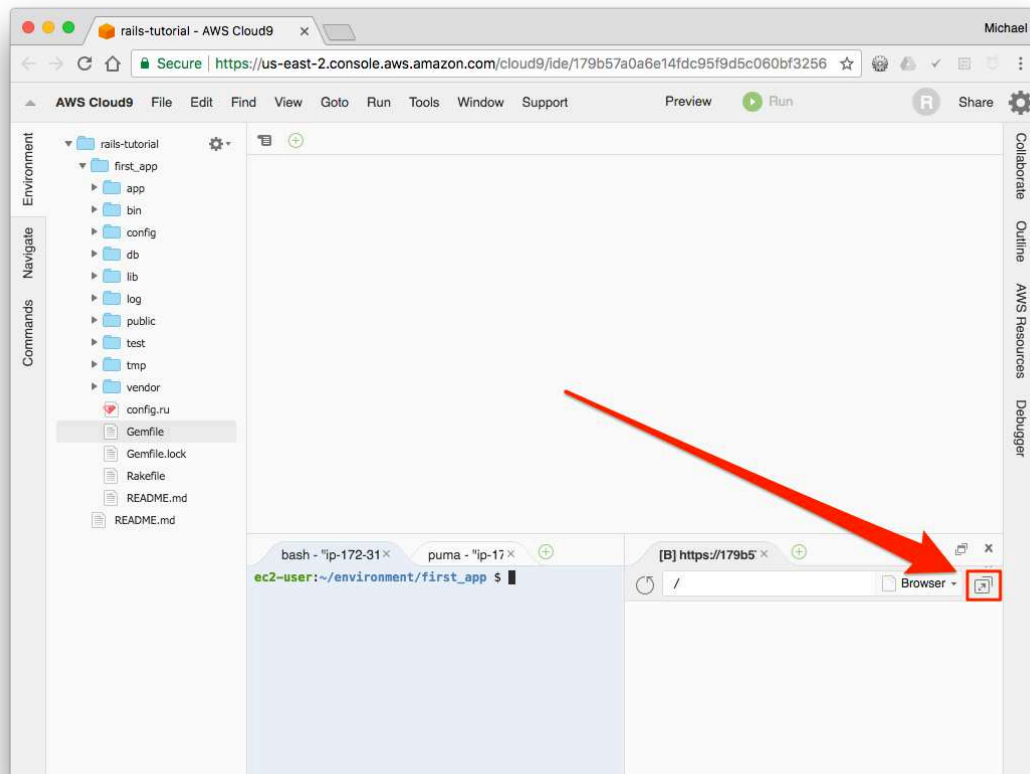 rails-tutorial - AWS Cloud9 ×
Michael
Secure | https://us-east-2.console.aws.amazon.com/cloud9/ide/179b57a0a6e14fdc95f9d5c060bf3256
AWS Cloud9 File Edit Find View Goto Run Tools Window Support Preview Run R Share
Environment
Navigate
Commands
rails-tutorial
first_app
app
bin
config
db
lib
log
public
test
tmp
vendor
config.ru
Gemfile
Gemfile.lock
Rakefile
README.md
README.md
bash - "ip-172-31 ×
puma - "ip-17 ×
ec2-user:~/environment/first_app $
[B] https://179b5 ×
/ Browser
Collaborate
Outline
AWS Resources
Debugger